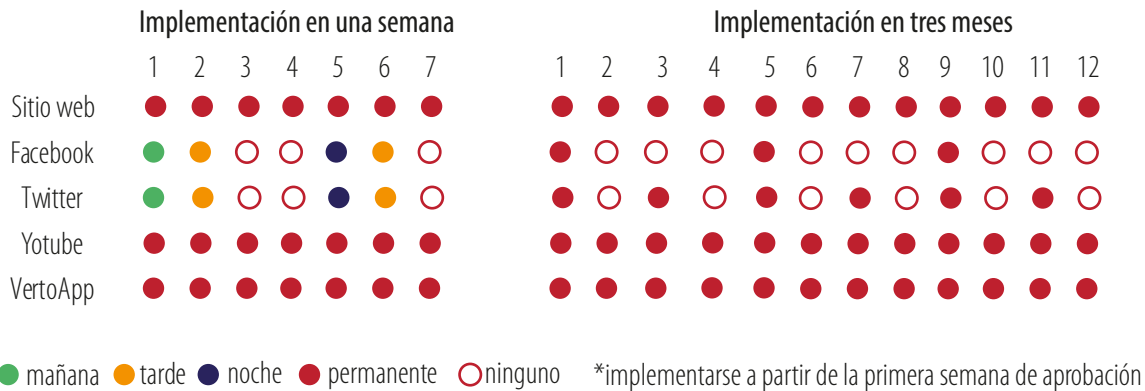 Implementación en una semana
Implementación en tres meses
1 2 3 4 5 6 7
1 2 3 4 5 6 7 8 9 10 11 12
Sitio web
Facebook
Twitter
Yotube
VertoApp
mañana tarde noche permanente ninguno *implementarse a partir de la primera semana de aprobación